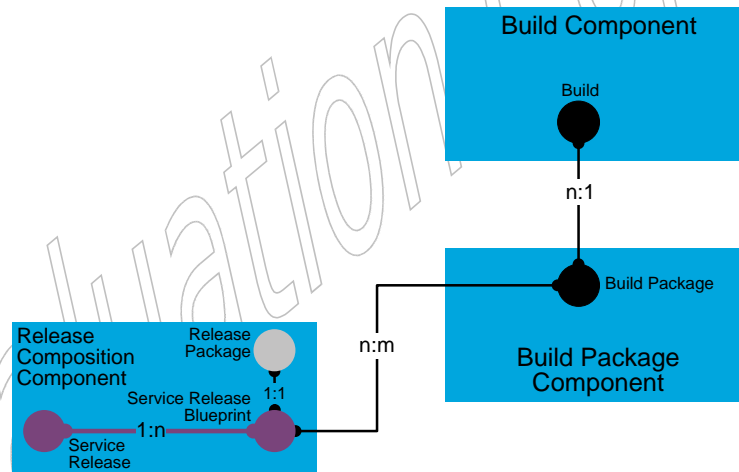 Build Component
Build
n:1
Build Package
Build Package
Component
n:m
Release
Composition
Component
Release
Package
1:1
Service Release
Blueprint
1:n
Service
Release